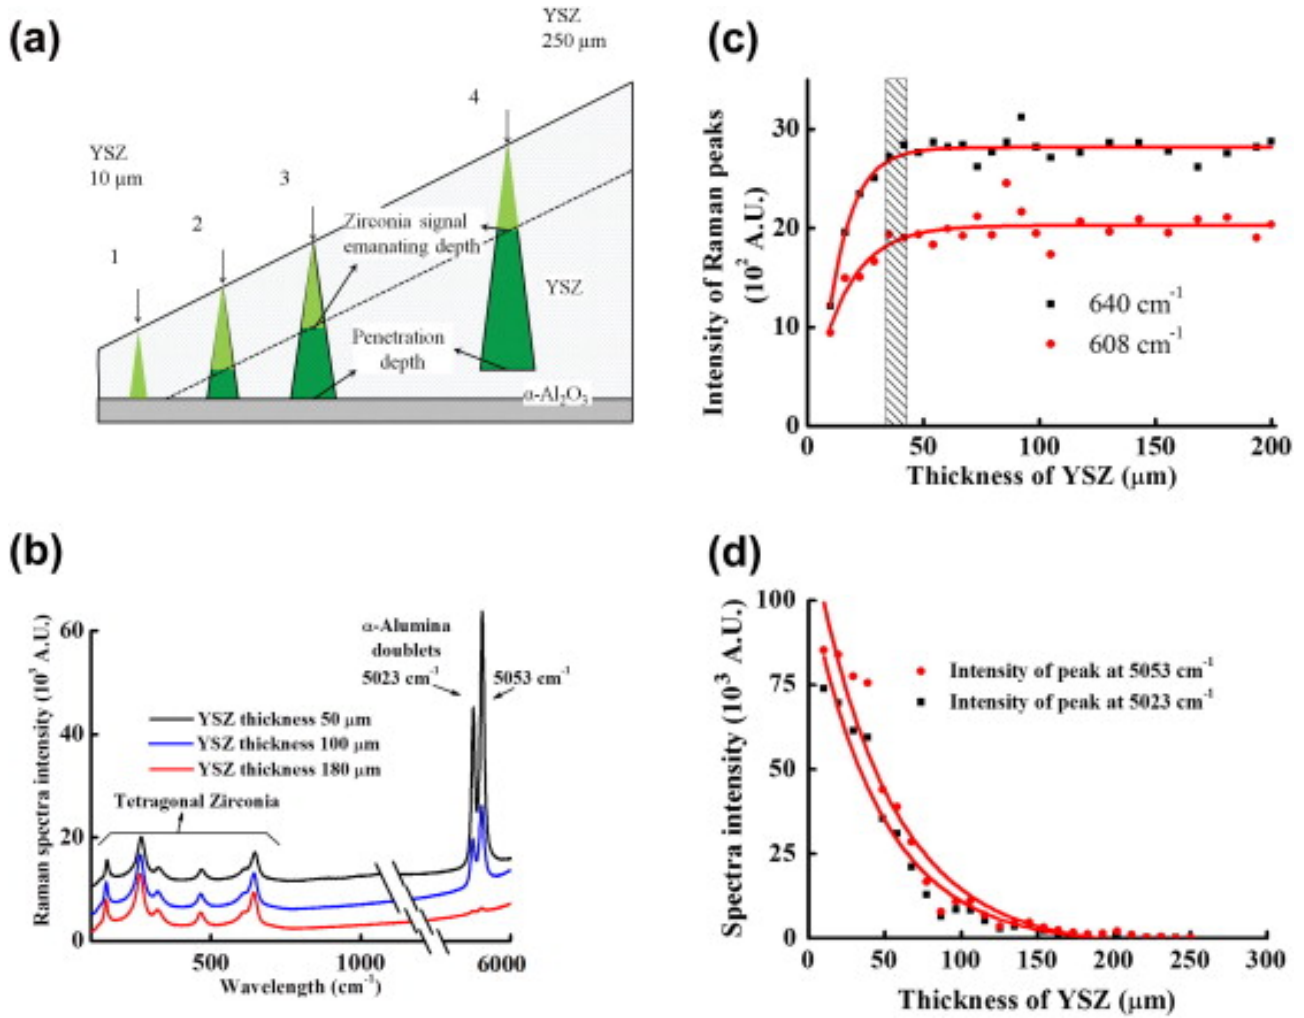 (a)
YSZ
250 µm
4
YSZ
10 µm
3
2
1
Zirconia signal
emanating depth
YSZ
Penetration
depth
α-Al₂O₃
(c)
Intensity of Raman peaks
(10² A.U.)
30
20
10
0
640 cm⁻¹
608 cm⁻¹
0 50 100 150 200
Thickness of YSZ (µm)
(b)
Raman spectra intensity (10³ A.U.)
60
40
20
0
α-Alumina
doublets
5023 cm⁻¹
5053 cm⁻¹
YSZ thickness 50 µm
YSZ thickness 100 µm
YSZ thickness 180 µm
Tetragonal Zirconia
500 1000 6000
Wavelength (cm⁻¹)
(d)
Spectra intensity (10³ A.U.)
100
75
50
25
0
Intensity of peak at 5053 cm⁻¹
Intensity of peak at 5023 cm⁻¹
0 50 100 150 200 250 300
Thickness of YSZ (µm)